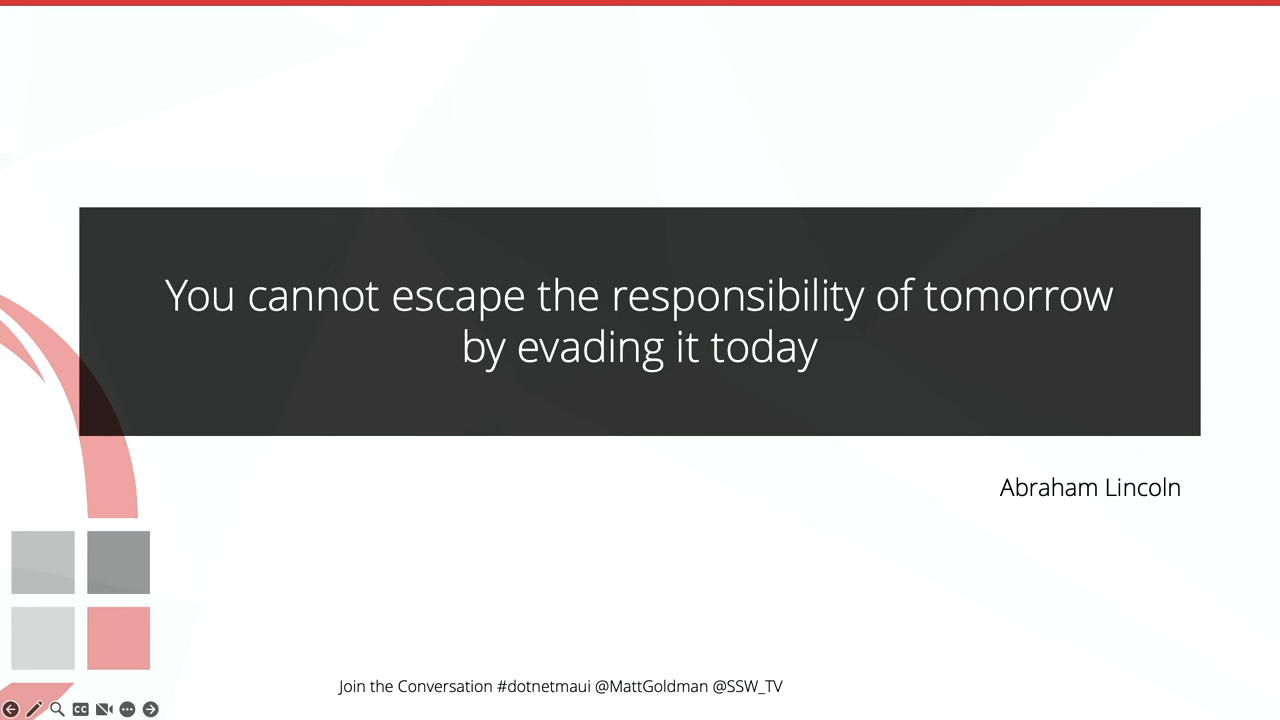 You cannot escape the responsibility of tomorrow
by evading it today
Abraham Lincoln
Join the Conversation #dotnetmaui @MattGoldman @SSW_TV
CC